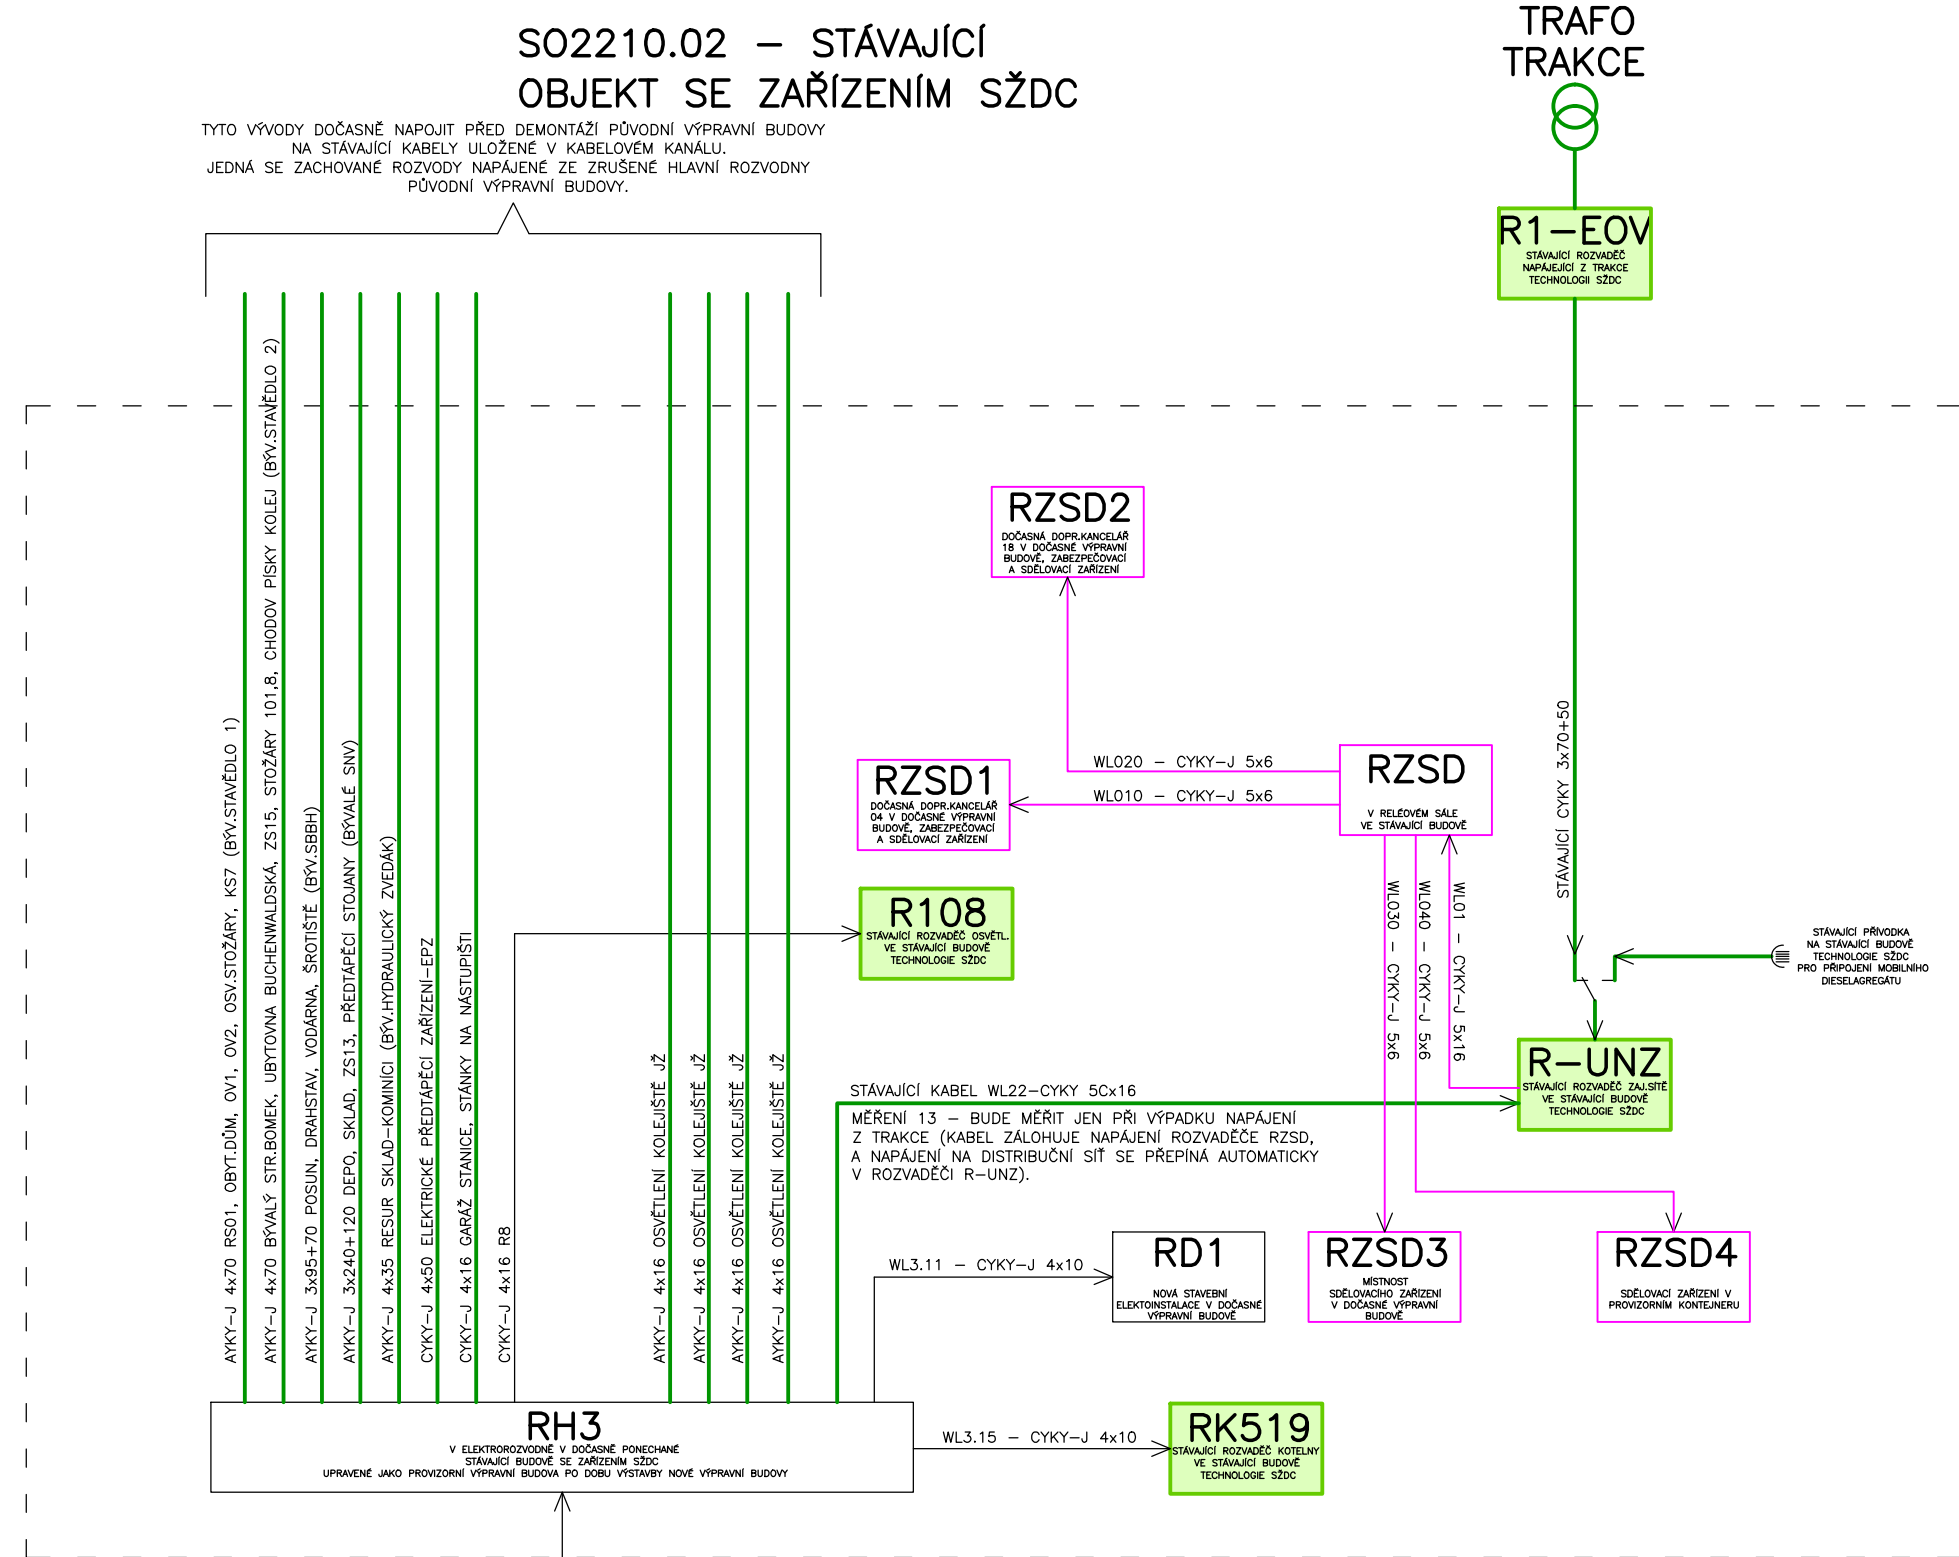 SO2210.02 – STÁVAJÍCÍ
OBJEKT SE ZAŘÍZENÍM SŽDC
TYTO VÝVODY DOČASNĚ NAPOJIT PŘED DEMONTÁŽÍ PŮVODNÍ VÝPRAVNÍ BUDOVY
NA STÁVAJÍCÍ KABELY ULOŽENÉ V KABELOVÉM KANÁLU.
JEDNÁ SE ZACHOVANÉ ROZVODY NAPÁJENÉ ZE ZRUŠENÉ HLAVNÍ ROZVODNY
PŮVODNÍ VÝPRAVNÍ BUDOVY.
TRAFO
TRAKCE
R1–EOV
STÁVAJÍCÍ ROZVADĚČ
NAPÁJEJÍCÍ Z TRAKCE
TECHNOLOGII SŽDC
AYKY–J 4x70 RS01, OBYT.DŮM, OV1, OV2, OSV.STOŽÁRY, KS7 (BÝV.STAVĚDLO 1)
AYKY–J 4x70 BÝVALÝ STR.BOMEK, UBYTOVNA BUCHENWALDSKÁ, ZS15, STOŽÁRY 101,8, CHODOV PÍSKY KOLEJ (BÝV.STAVĚDLO 2)
AYKY–J 3x95+70 POSUN, DRAHSTAV, VODÁRNA, ŠROTIŠTĚ (BÝV.SBBH)
AYKY–J 3x240+120 DEPO, SKLAD, ZS13, PŘEDTÁPĚCÍ STOJANY (BÝVALÉ SNV)
AYKY–J 4x35 RESUR SKLAD–KOMINÍCI (BÝV.HYDRAULICKÝ ZVEDÁK)
CYKY–J 4x50 ELEKTRICKÉ PŘEDTÁPĚCÍ ZAŘÍZENÍ–EPZ
CYKY–J 4x16 GARÁŽ STANICE, STÁNKY NA NÁSTUPIŠTI
CYKY–J 4x16 R8
AYKY–J 4x16 OSVĚTLENÍ KOLEJIŠTĚ JŽ
AYKY–J 4x16 OSVĚTLENÍ KOLEJIŠTĚ JŽ
AYKY–J 4x16 OSVĚTLENÍ KOLEJIŠTĚ JŽ
AYKY–J 4x16 OSVĚTLENÍ KOLEJIŠTĚ JŽ
RZSD2
DOČASNÁ DOPR.KANCELÁŘ
18 V DOČASNÉ VÝPRAVNÍ
BUDOVĚ, ZABEZPEČOVACÍ
A SDĚLOVACÍ ZAŘÍZENÍ
WL020 – CYKY–J 5x6
WL010 – CYKY–J 5x6
RZSD1
DOČASNÁ DOPR.KANCELÁŘ
04 V DOČASNÉ VÝPRAVNÍ
BUDOVĚ, ZABEZPEČOVACÍ
A SDĚLOVACÍ ZAŘÍZENÍ
RZSD
V RELÉOVÉM SÁLE
VE STÁVAJÍCÍ BUDOVĚ
STÁVAJÍCÍ CYKY 3x70+50
R108
STÁVAJÍCÍ ROZVADĚČ OSVĚTL.
VE STÁVAJÍCÍ BUDOVĚ
TECHNOLOGIE SŽDC
WL030 – CYKY–J 5x6
WL040 – CYKY–J 5x6
WL01 – CYKY–J 5x16
STÁVAJÍCÍ PŘÍVODKA
NA STÁVAJÍCÍ BUDOVĚ
TECHNOLOGIE SŽDC
PRO PŘIPOJENÍ MOBILNÍHO
DIESELAGREGÁTU
R–UNZ
STÁVAJÍCÍ ROZVADĚČ ZAJ.SÍTĚ
VE STÁVAJÍCÍ BUDOVĚ
TECHNOLOGIE SŽDC
STÁVAJÍCÍ KABEL WL22–CYKY 5Cx16
MĚŘENÍ 13 – BUDE MĚŘIT JEN PŘI VÝPADKU NAPÁJENÍ
Z TRAKCE (KABEL ZÁLOHUJE NAPÁJENÍ ROZVADĚČE RZSD,
A NAPÁJENÍ NA DISTRIBUČNÍ SÍŤ SE PŘEPÍNÁ AUTOMATICKY
V ROZVADĚČI R–UNZ).
WL3.11 – CYKY–J 4x10
RD1
NOVÁ STAVEBNÍ
ELEKTOINSTALACE V DOČASNÉ
VÝPRAVNÍ BUDOVĚ
RZSD3
MÍSTNOST
SDĚLOVACÍHO ZAŘÍZENÍ
V DOČASNÉ VÝPRAVNÍ
BUDOVĚ
RZSD4
SDĚLOVACÍ ZAŘÍZENÍ V
PROVIZORNÍM KONTEJNERU
RH3
V ELEKTROROZVODNĚ V DOČASNĚ PONECHANÉ
STÁVAJÍCÍ BUDOVĚ SE ZAŘÍZENÍM SŽDC
UPRAVENÉ JAKO PROVIZORNÍ VÝPRAVNÍ BUDOVA PO DOBU VÝSTAVBY NOVÉ VÝPRAVNÍ BUDOVY
WL3.15 – CYKY–J 4x10
RK519
STÁVAJÍCÍ ROZVADĚČ KOTELNY
VE STÁVAJÍCÍ BUDOVĚ
TECHNOLOGIE SŽDC